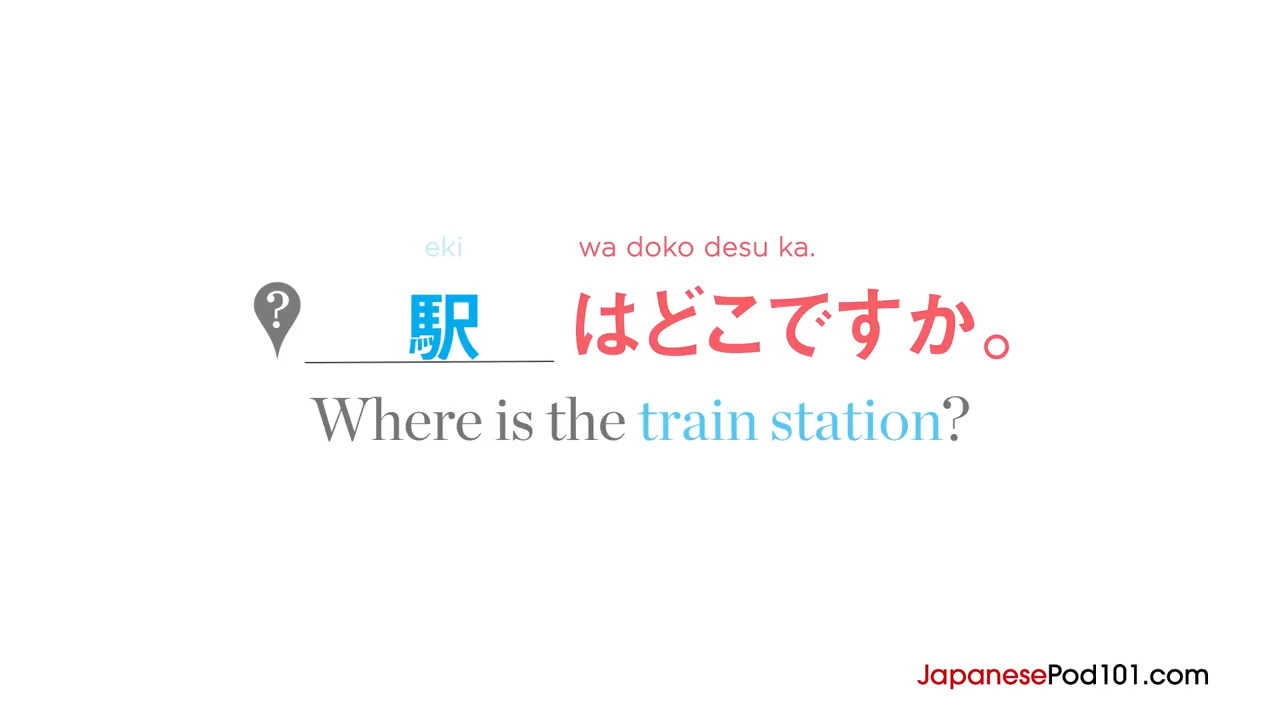 eki wa doko desu ka.
? 駅 はどこですか。
Where is the train station?
JapanesePod101.com